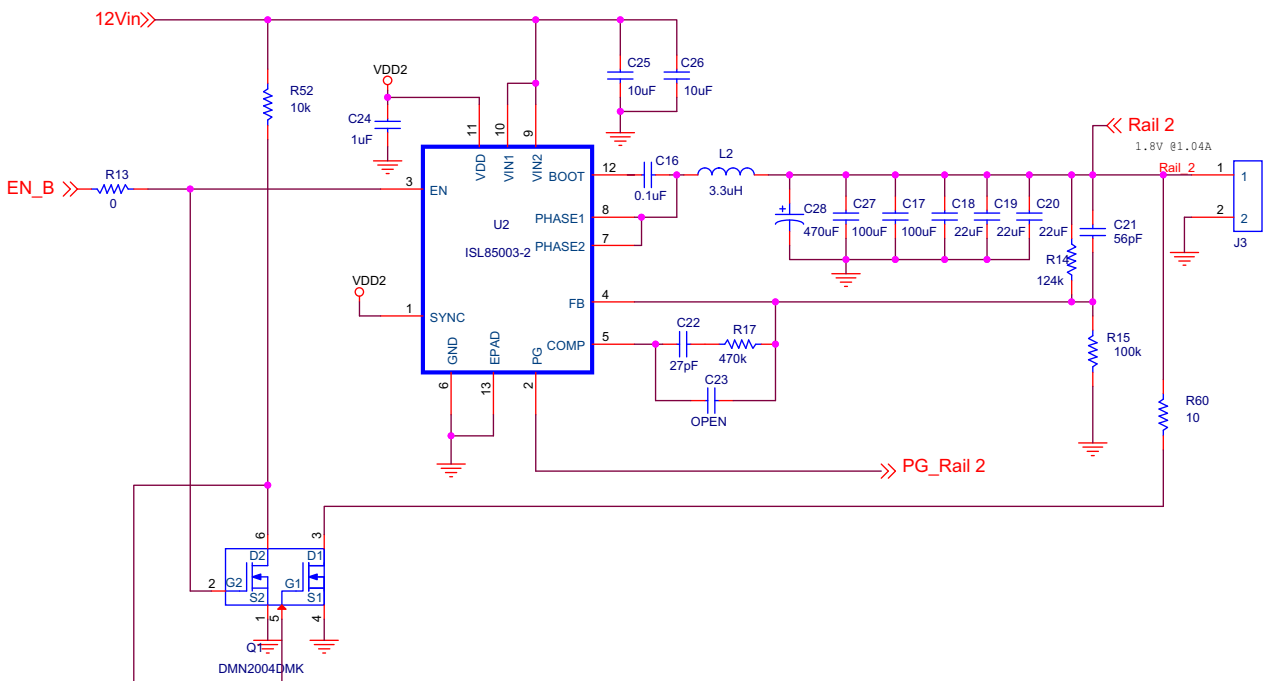 12Vin
R52
10k
VDD2
C24
1uF
C25
10uF
C26
10uF
11
10
9
VDD
VIN1
VIN2
EN_B
R13
0
3
EN
BOOT
12
C16
0.1uF
L2
3.3uH
Rail 2
1.8V @1.04A
Rail_2
1
1
2
2
J3
U2
ISL85003-2
PHASE1
8
PHASE2
7
+
C28
470uF
C27
100uF
C17
100uF
C18
22uF
C19
22uF
C20
22uF
C21
56pF
R14
124k
VDD2
1
SYNC
FB
4
COMP
5
C22
27pF
R17
470k
C23
OPEN
R15
100k
GND
EPAD
PG
6
13
2
R60
10
PG_Rail 2
6
3
D2
D1
2
G2
G1
S2
S1
1
5
4
Q1
DMN2004DMK